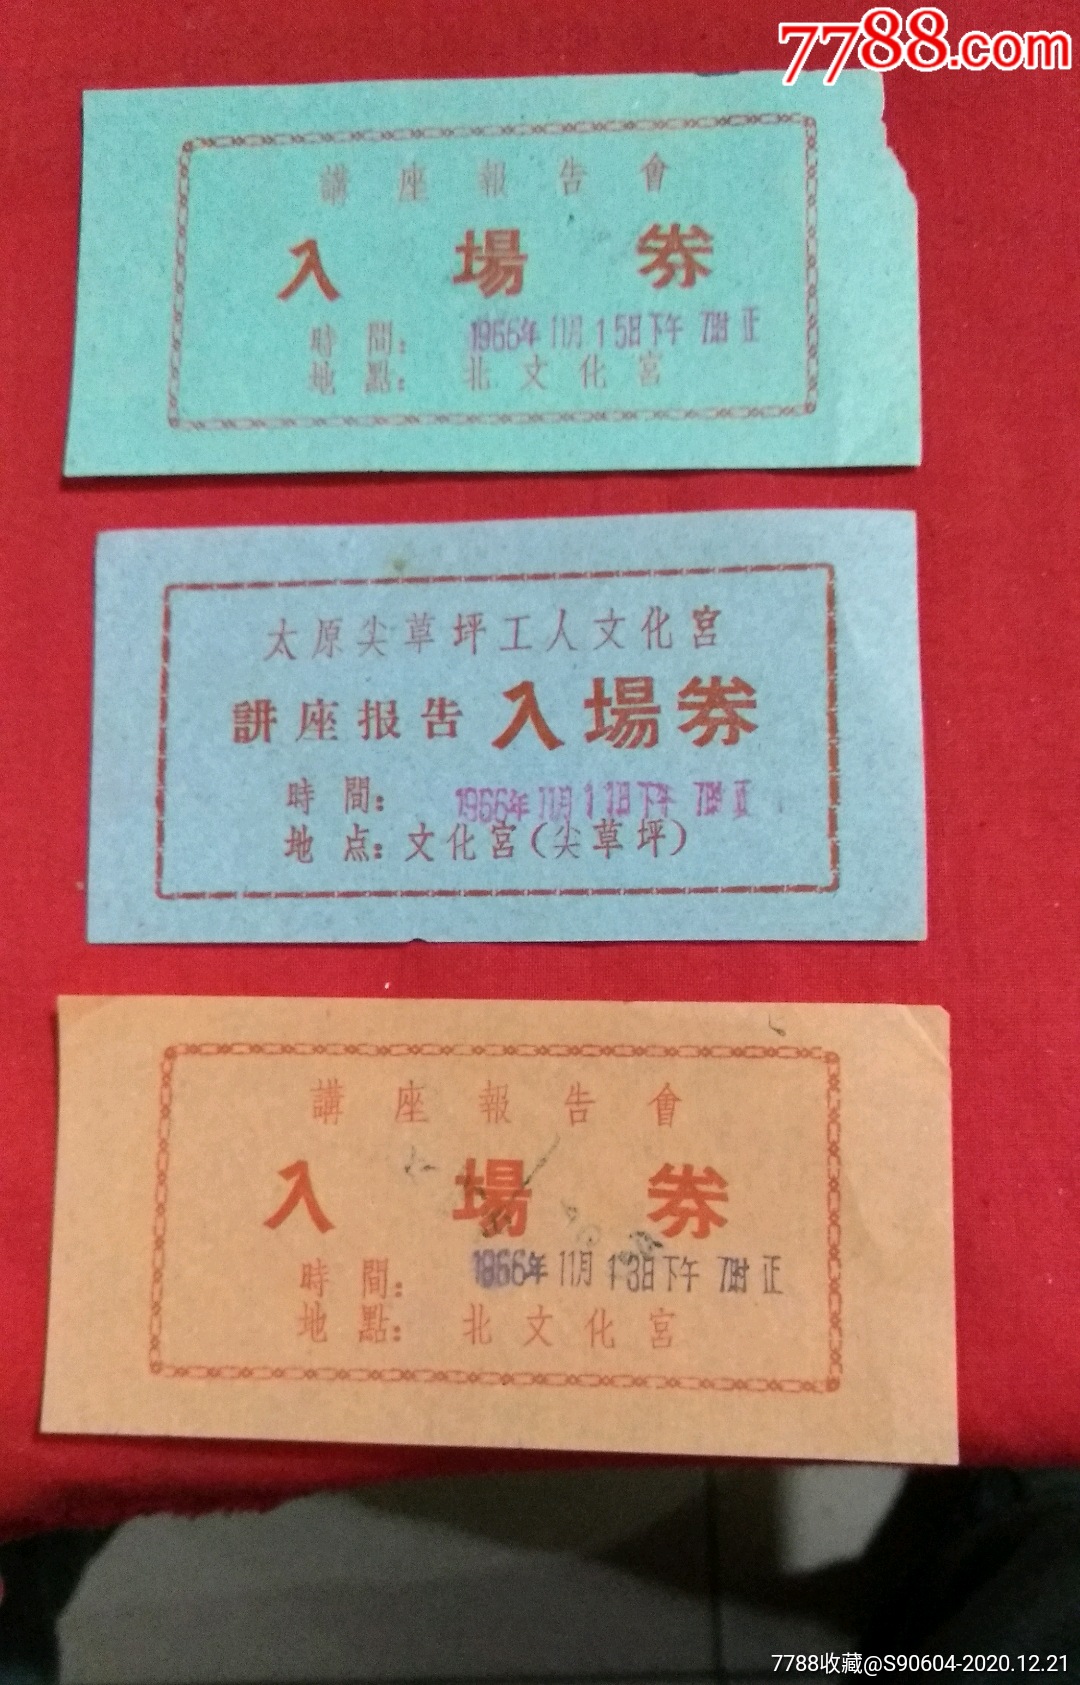 7788.com
講座報告會
入場券
時間：1966年11月15日下午7時正
地點：北文化宮
太原尖草坪工人文化宮
講座报告入場券
時間：1966年11月11日下午7時正
地点：文化宮（尖草坪）
講座報告會
入場券
時間：1966年11月13日下午7時正
地點：北文化宮
7788收藏@S90604-2020.12.21